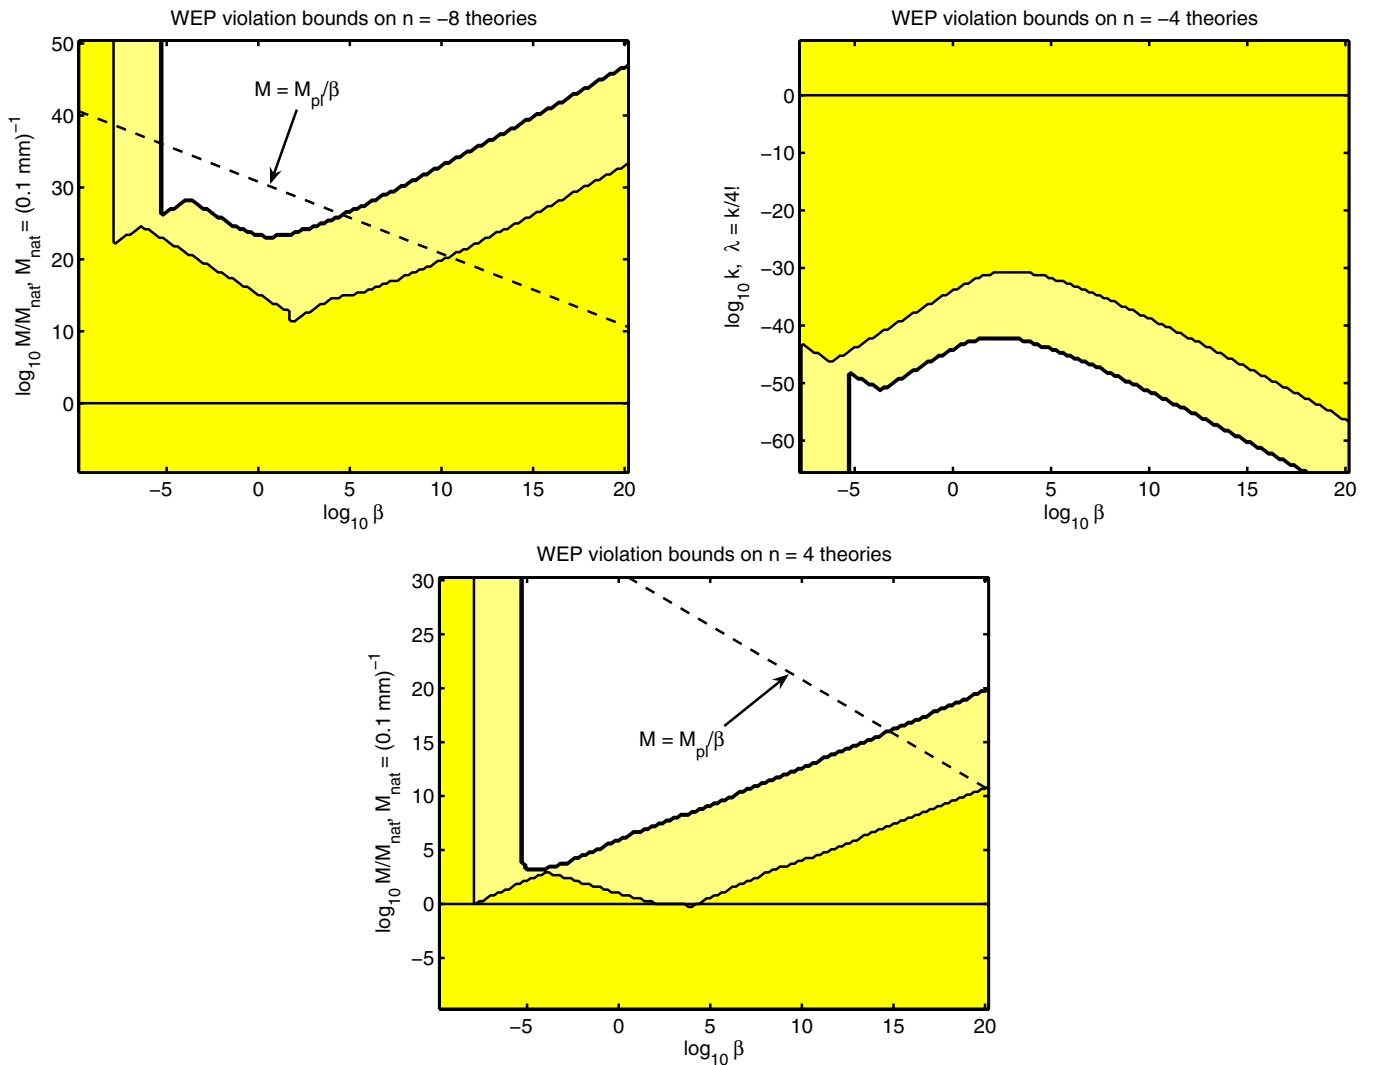 WEP violation bounds on n = −8 theories
50
40
30
20
10
0
M = M_pl/β
log_10 M/M_nat, M_nat = (0.1 mm)^−1
−5 0 5 10 15 20
log_10 β
WEP violation bounds on n = −4 theories
0
−10
−20
−30
−40
−50
−60
log_10 k, λ = k/4!
−5 0 5 10 15 20
log_10 β
WEP violation bounds on n = 4 theories
30
25
20
15
10
5
0
−5
M = M_pl/β
log_10 M/M_nat, M_nat = (0.1 mm)^−1
−5 0 5 10 15 20
log_10 β